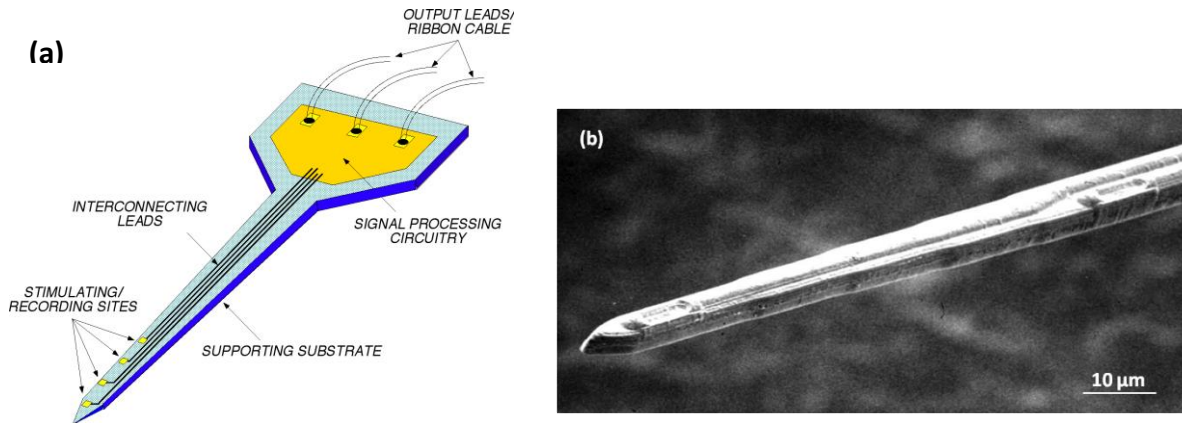 (a)
OUTPUT LEADS/
RIBBON CABLE
INTERCONNECTING
LEADS
SIGNAL PROCESSING
CIRCUITRY
STIMULATING/
RECORDING SITES
SUPPORTING SUBSTRATE
(b)
10 µm